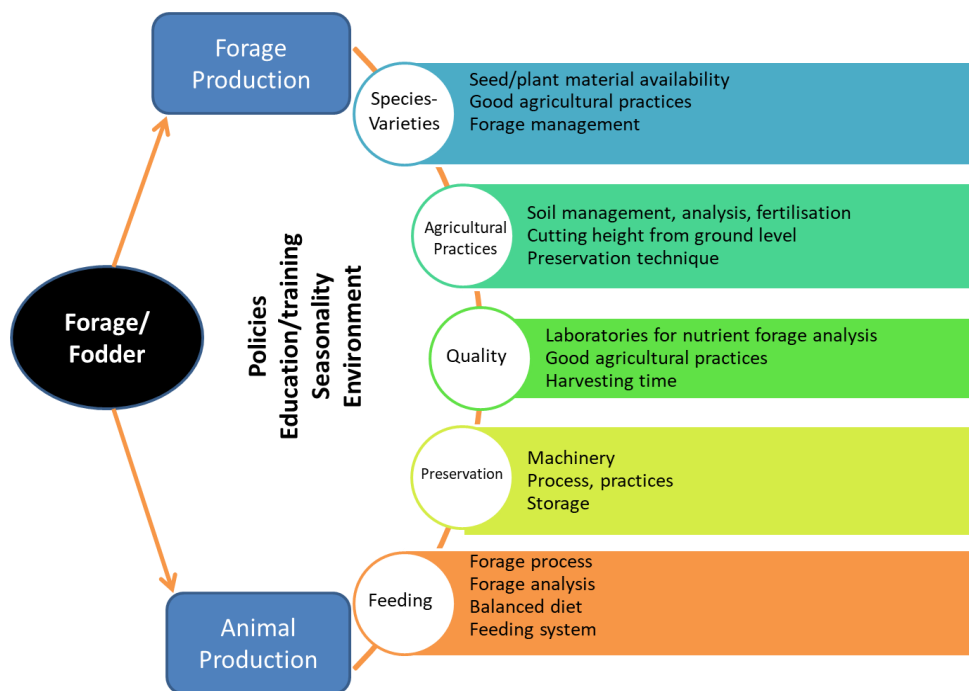 Forage
Production
Species-
Varieties
Seed/plant material availability
Good agricultural practices
Forage management
Agricultural
Practices
Soil management, analysis, fertilisation
Cutting height from ground level
Preservation technique
Forage/
Fodder
Policies
Education/training
Seasonality
Environment
Quality
Laboratories for nutrient forage analysis
Good agricultural practices
Harvesting time
Preservation
Machinery
Process, practices
Storage
Feeding
Forage process
Forage analysis
Balanced diet
Feeding system
Animal
Production